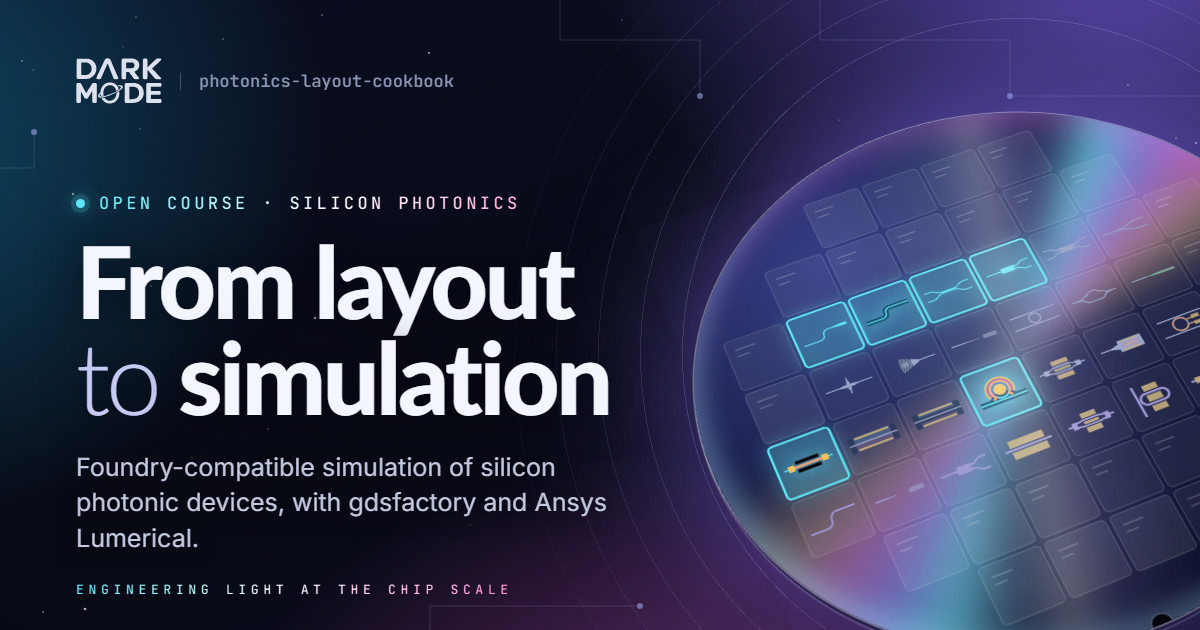 DARK
MODE
photonics-layout-cookbook
OPEN COURSE · SILICON PHOTONICS
From layout
to simulation
Foundry-compatible simulation of silicon
photonic devices, with gdsfactory and Ansys
Lumerical.
ENGINEERING LIGHT AT THE CHIP SCALE